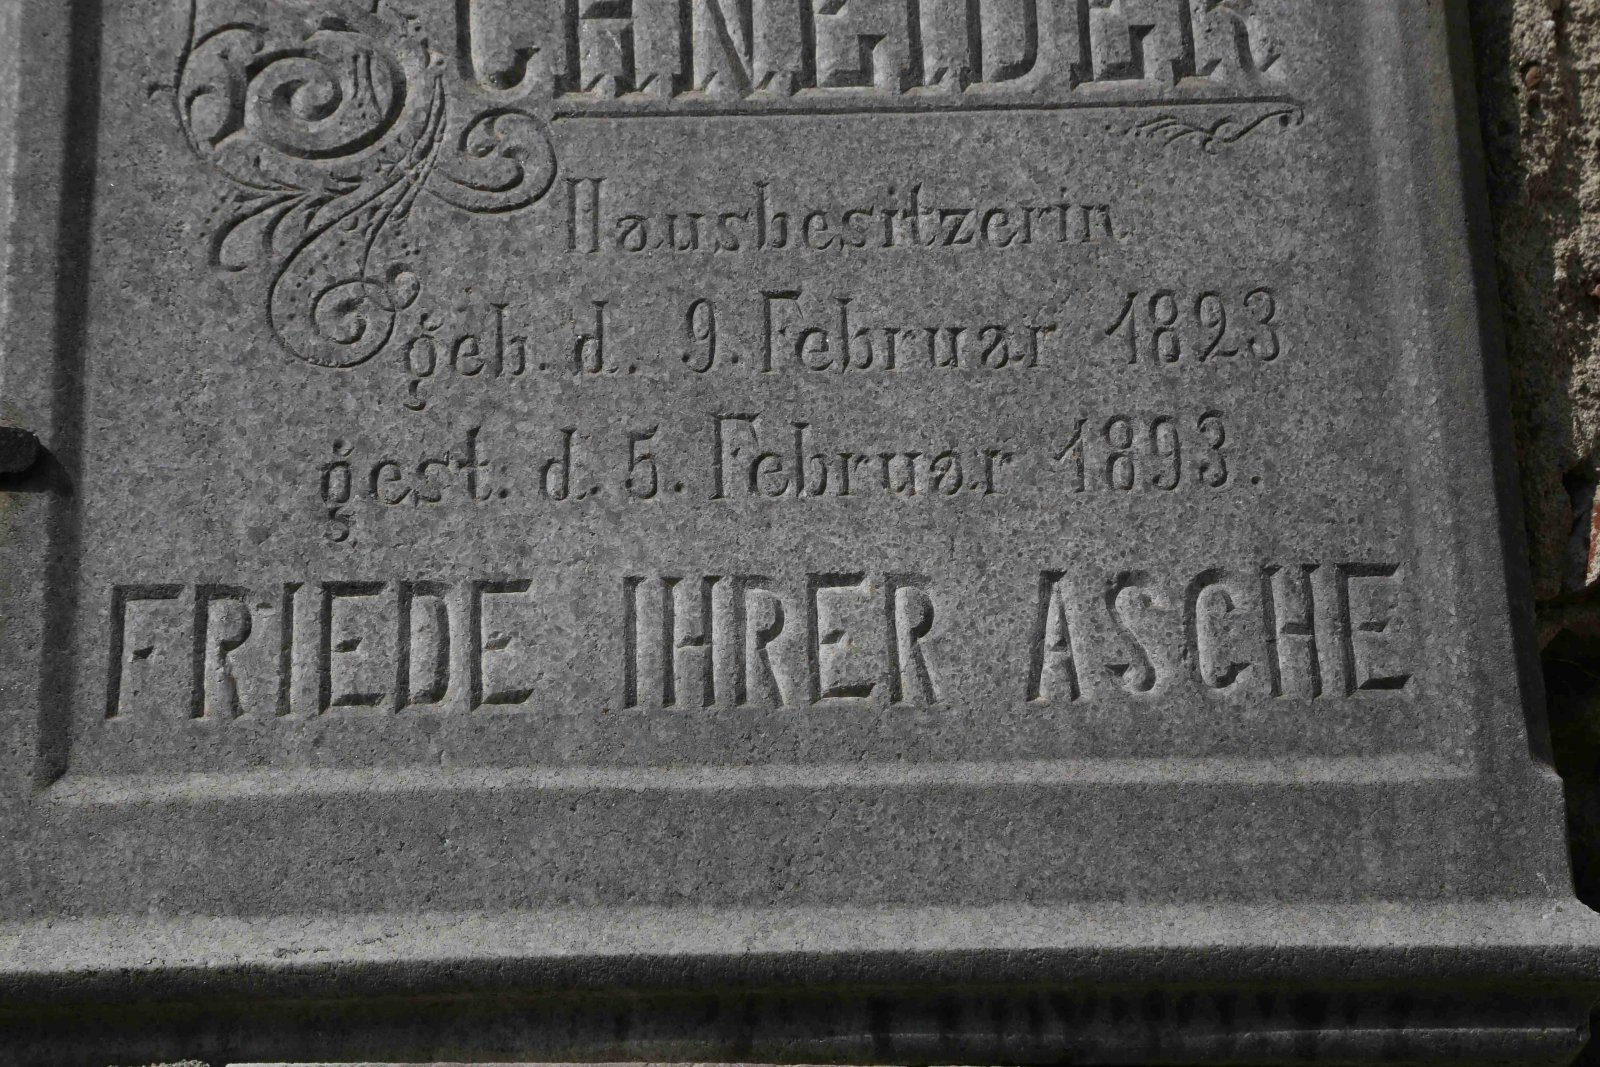 CHNEIDER
Hausbesitzerin
geb. d. 9. Februar 1823
gest. d. 5. Februar 1893.
FRIEDE IHRER ASCHE